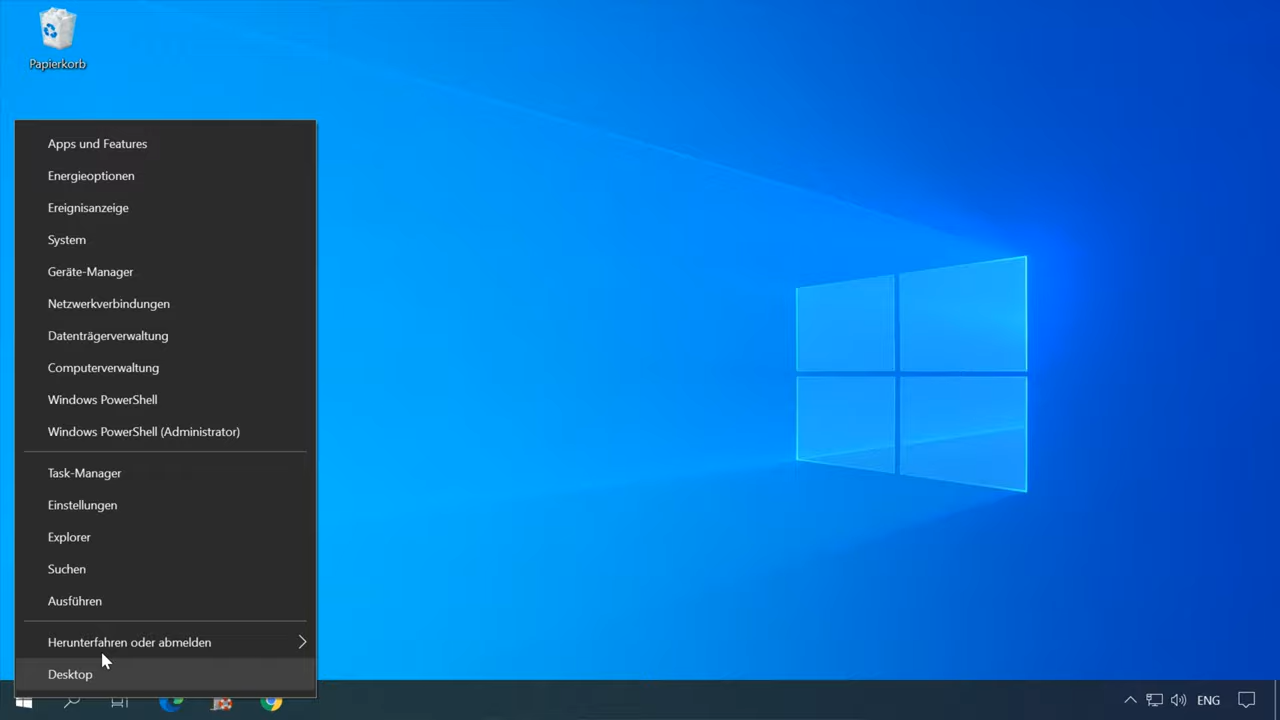 Papierkorb
Apps und Features
Energieoptionen
Ereignisanzeige
System
Geräte-Manager
Netzwerkverbindungen
Datenträgerverwaltung
Computerverwaltung
Windows PowerShell
Windows PowerShell (Administrator)
Task-Manager
Einstellungen
Explorer
Suchen
Ausführen
Herunterfahren oder abmelden
Desktop
ENG